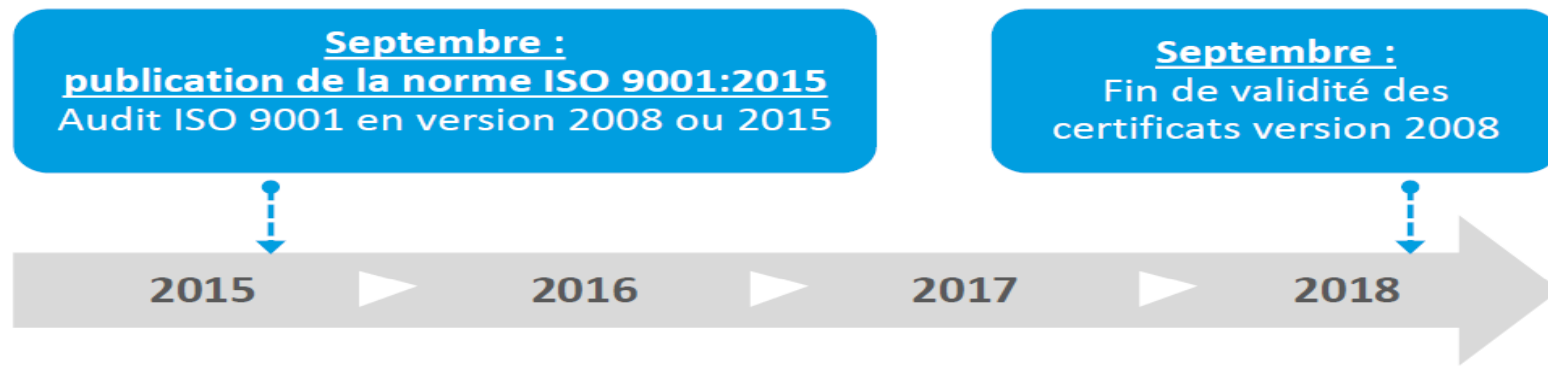 Septembre :
publication de la norme ISO 9001:2015
Audit ISO 9001 en version 2008 ou 2015
Septembre :
Fin de validité des
certificats version 2008
2015
2016
2017
2018